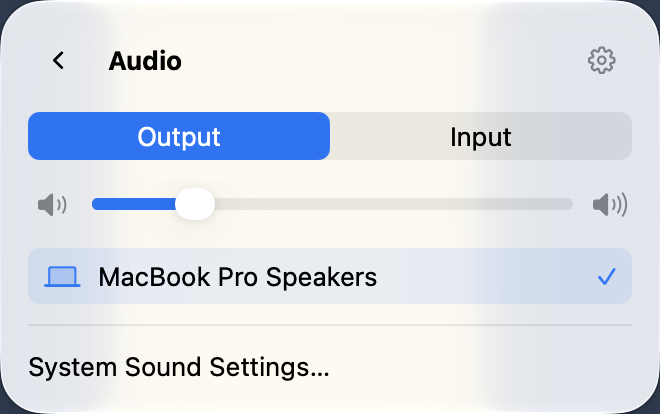 Audio
Output
Input
MacBook Pro Speakers
System Sound Settings...